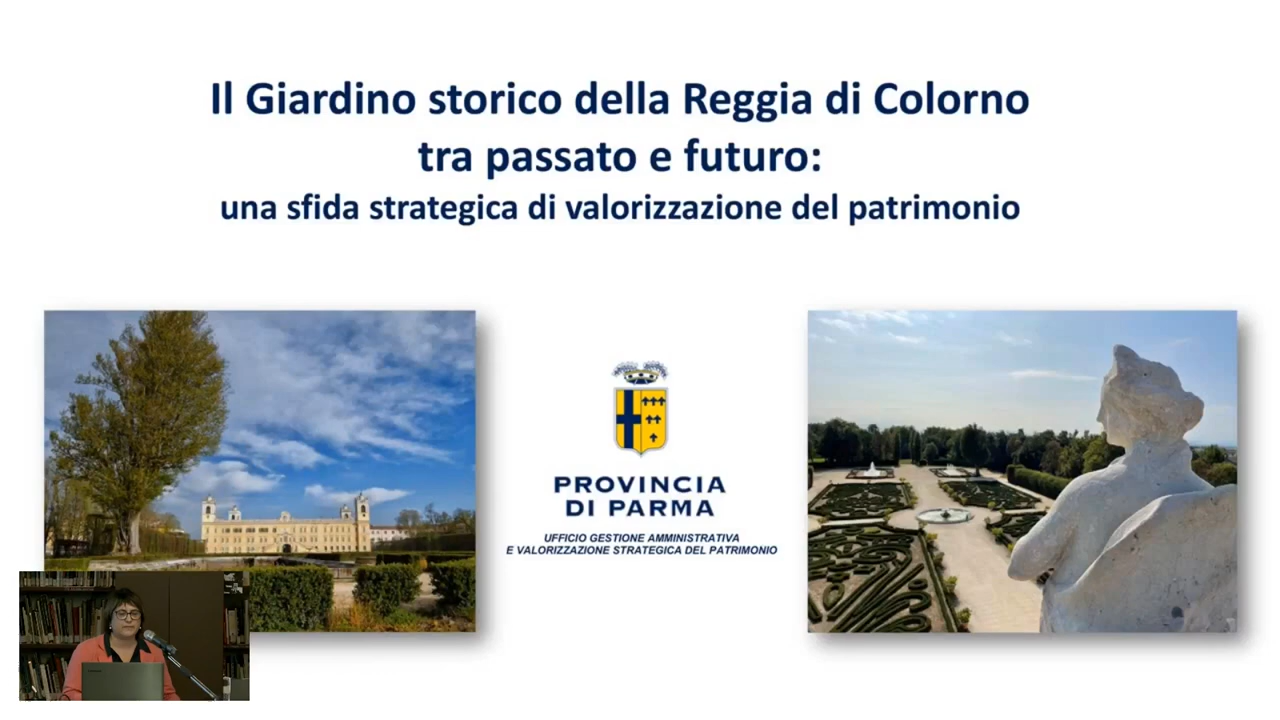 Il Giardino storico della Reggia di Colorno
tra passato e futuro:
una sfida strategica di valorizzazione del patrimonio
PROVINCIA
DI PARMA
UFFICIO GESTIONE AMMINISTRATIVA
E VALORIZZAZIONE STRATEGICA DEL PATRIMONIO